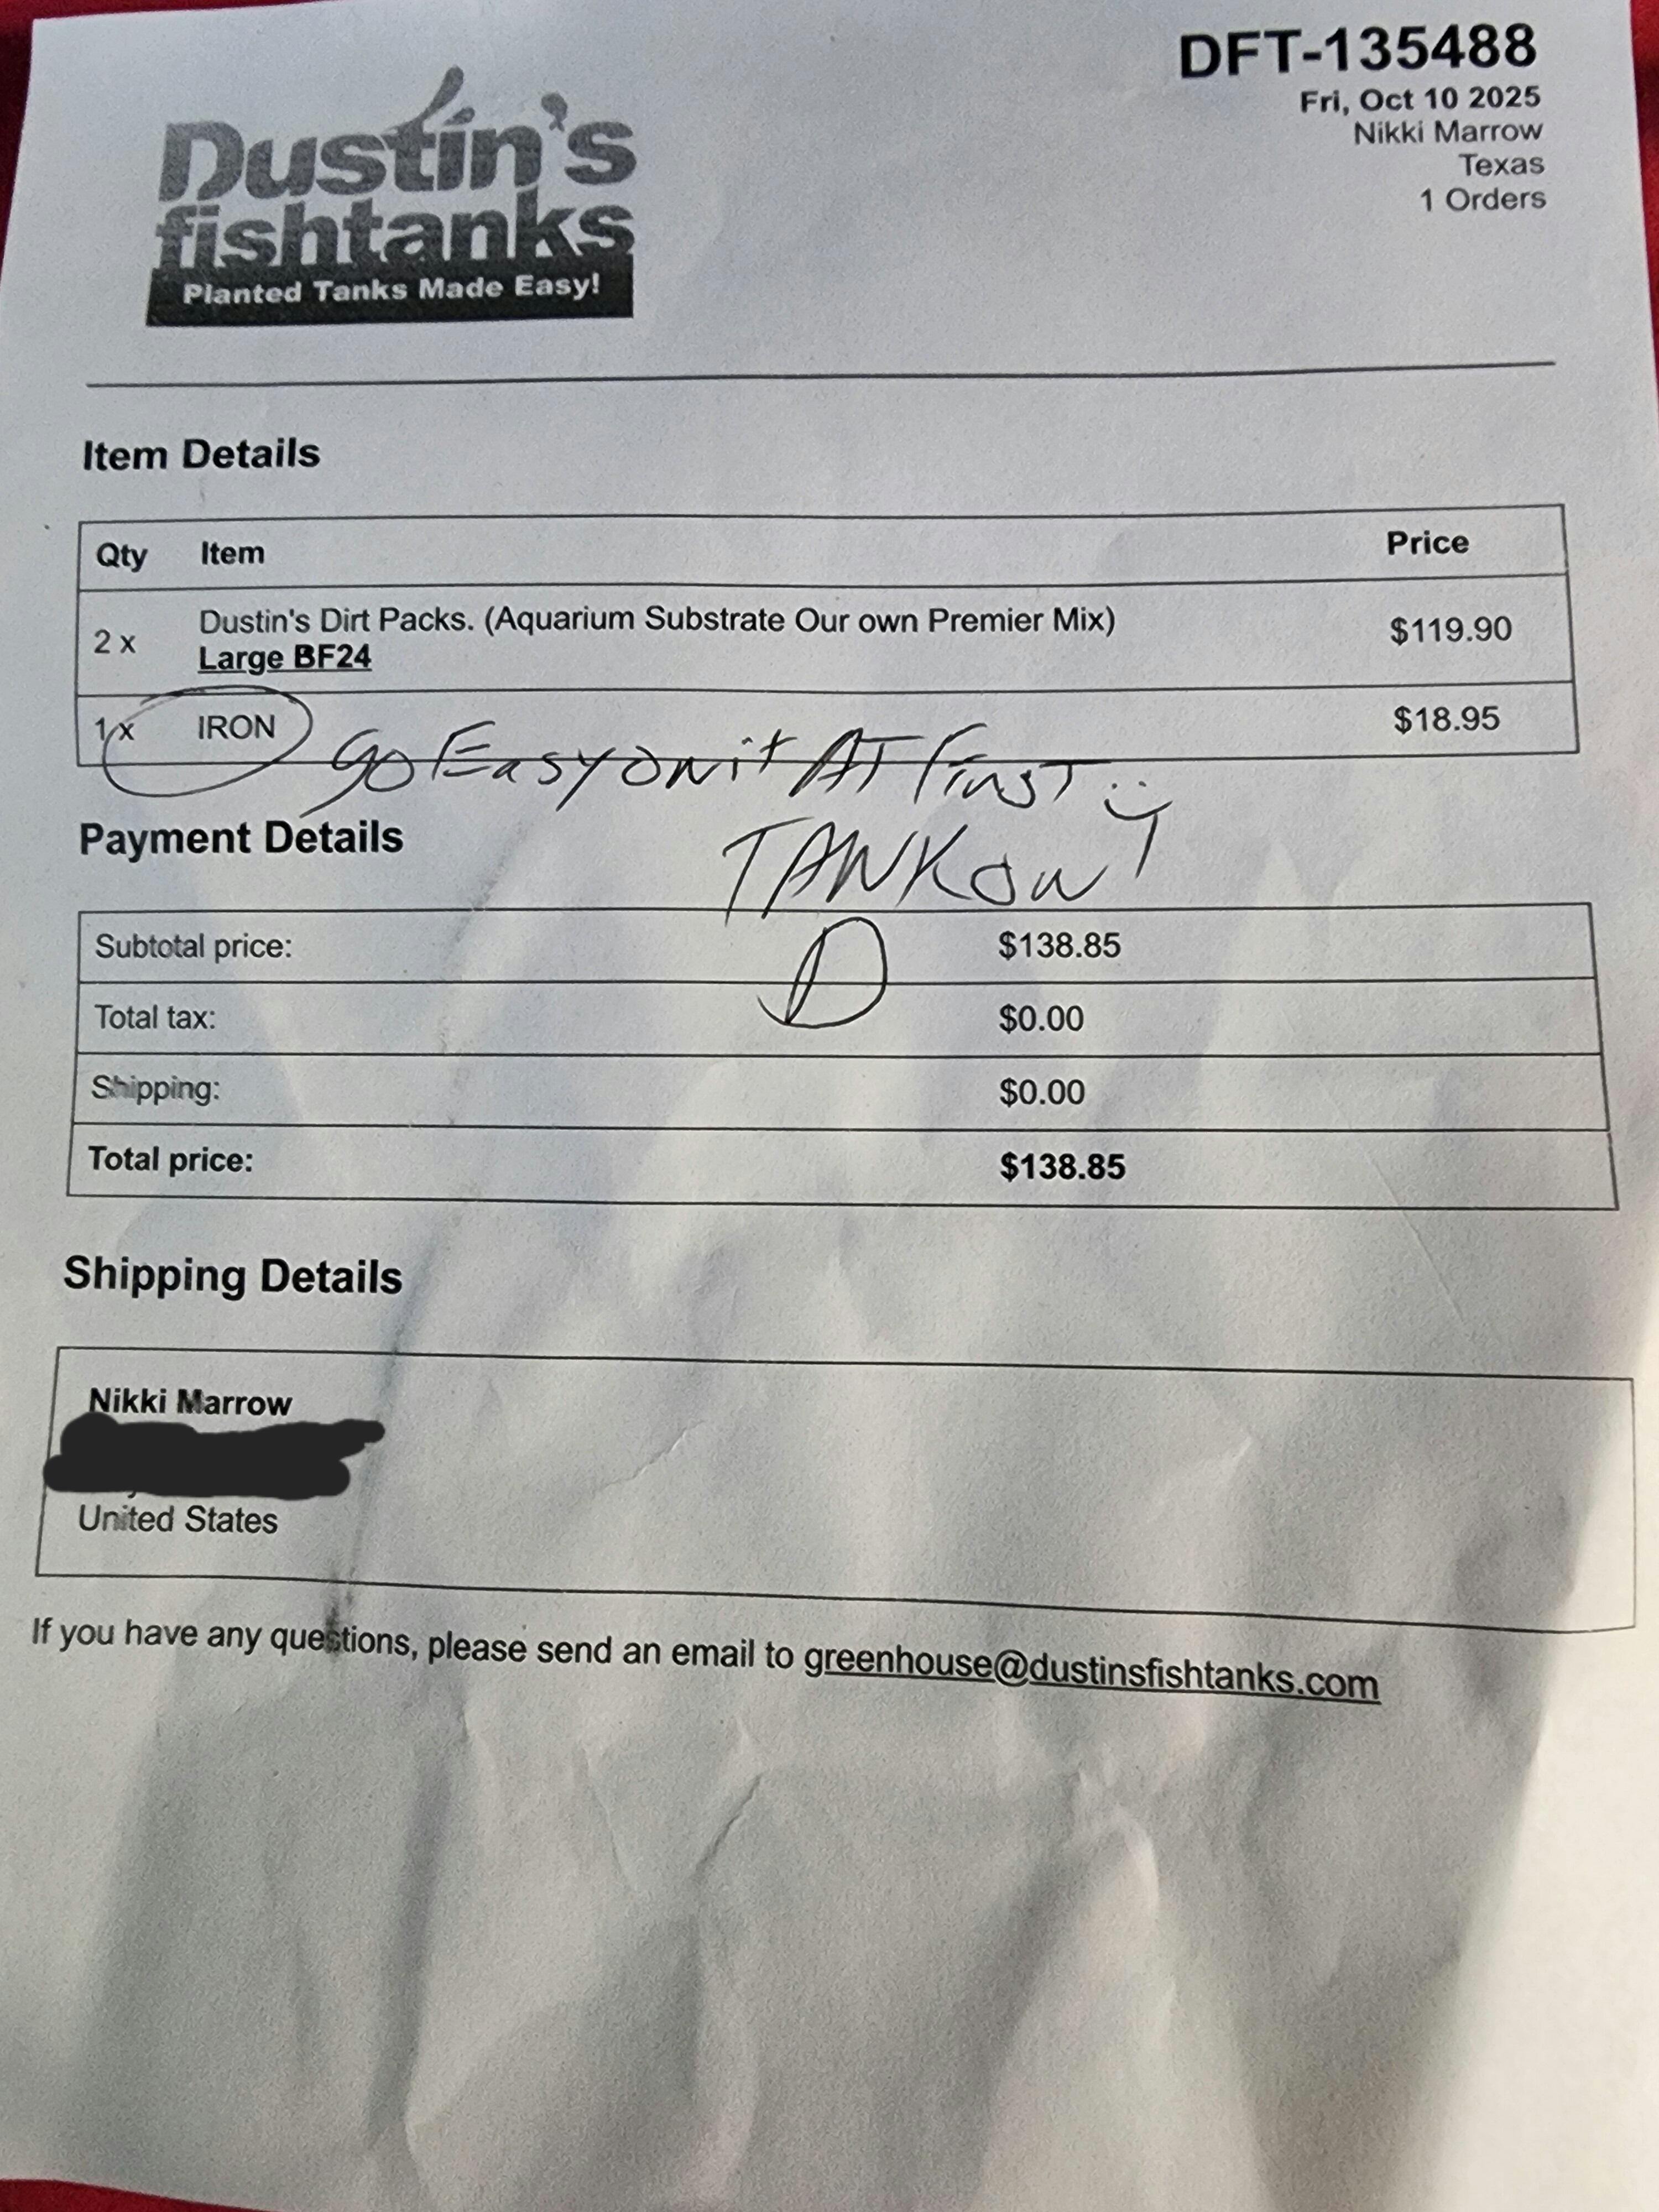 DFT-135488
Fri, Oct 10 2025
Nikki Marrow
Texas
1 Orders
Dustin's
fishtanks
Planted Tanks Made Easy!
Item Details
Qty Item Price
2 x Dustin's Dirt Packs. (Aquarium Substrate Our own Premier Mix) $119.90
Large BF24
1 x IRON $18.95
Go Easy on it AT First :)
TANK ON!
D
Payment Details
Subtotal price: $138.85
Total tax: $0.00
Shipping: $0.00
Total price: $138.85
Shipping Details
Nikki Marrow
United States
If you have any questions, please send an email to greenhouse@dustinsfishtanks.com